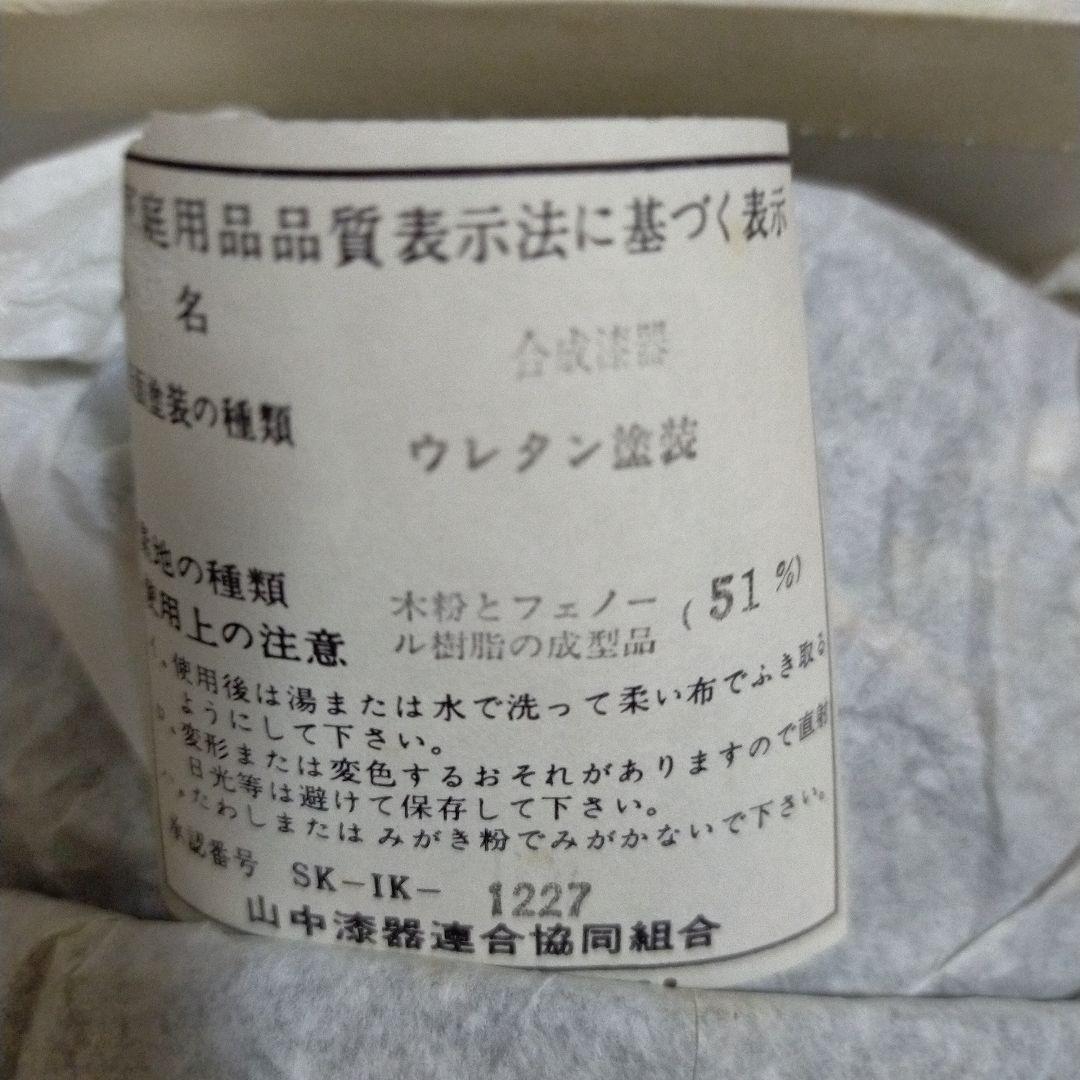 家庭用品品質表示法に基づく表示
名 合成漆器
表面塗装の種類 ウレタン塗装
素地の種類 木粉とフェノー
ル樹脂の成型品 (51%)
使用上の注意
イ、使用後は湯または水で洗って柔い布でふき取る
ようにして下さい。
ロ、変形または変色するおそれがありますので直射
日光等は避けて保存して下さい。
ハ、たわしまたはみがき粉でみがかないで下さい。
承認番号 SK-IK- 1227
山中漆器連合協同組合